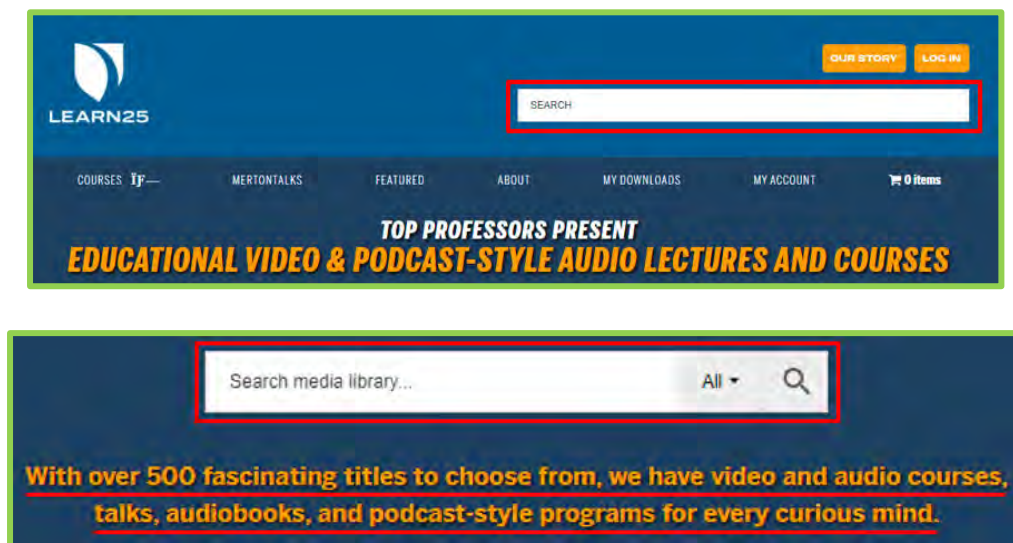 OUR STORY LOG IN
LEARN25
SEARCH
COURSES ÏƑ— MERTONTALKS FEATURED ABOUT MY DOWNLOADS MY ACCOUNT 0 items
TOP PROFESSORS PRESENT
EDUCATIONAL VIDEO & PODCAST-STYLE AUDIO LECTURES AND COURSES
Search media library... All
With over 500 fascinating titles to choose from, we have video and audio courses,
talks, audiobooks, and podcast-style programs for every curious mind.